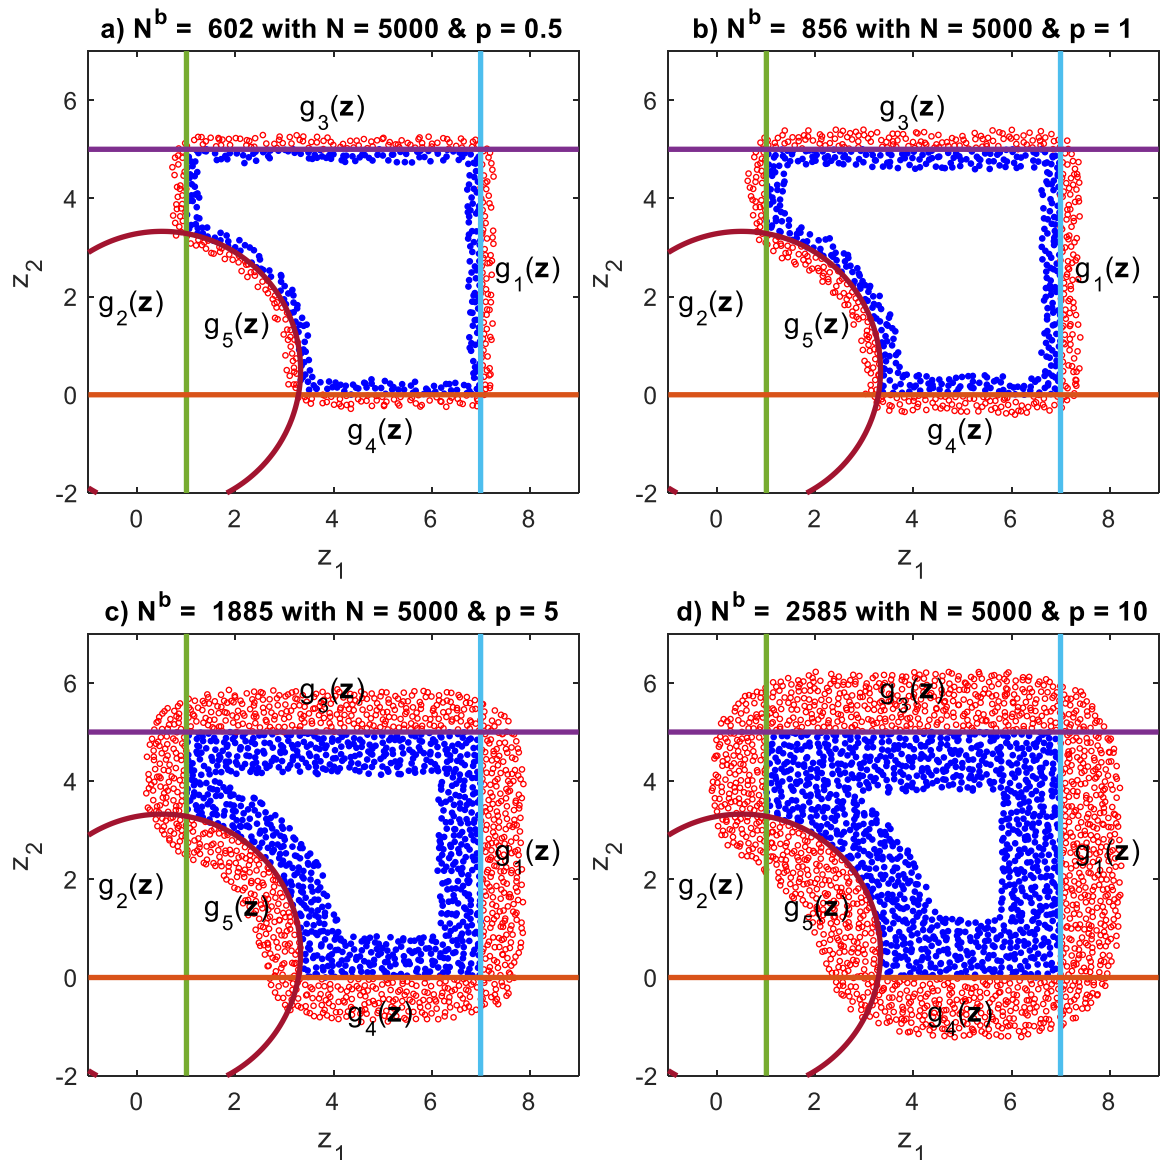 a) N^b = 602 with N = 5000 & p = 0.5
6
4
2
0
-2
0
2
4
6
8
z_2
z_1
g_3(z)
g_1(z)
g_2(z)
g_5(z)
g_4(z)
b) N^b = 856 with N = 5000 & p = 1
6
4
2
0
-2
0
2
4
6
8
z_2
z_1
g_3(z)
g_1(z)
g_2(z)
g_5(z)
g_4(z)
c) N^b = 1885 with N = 5000 & p = 5
6
4
2
0
-2
0
2
4
6
8
z_2
z_1
g_3(z)
g_1(z)
g_2(z)
g_5(z)
g_4(z)
d) N^b = 2585 with N = 5000 & p = 10
6
4
2
0
-2
0
2
4
6
8
z_2
z_1
g_3(z)
g_1(z)
g_2(z)
g_5(z)
g_4(z)